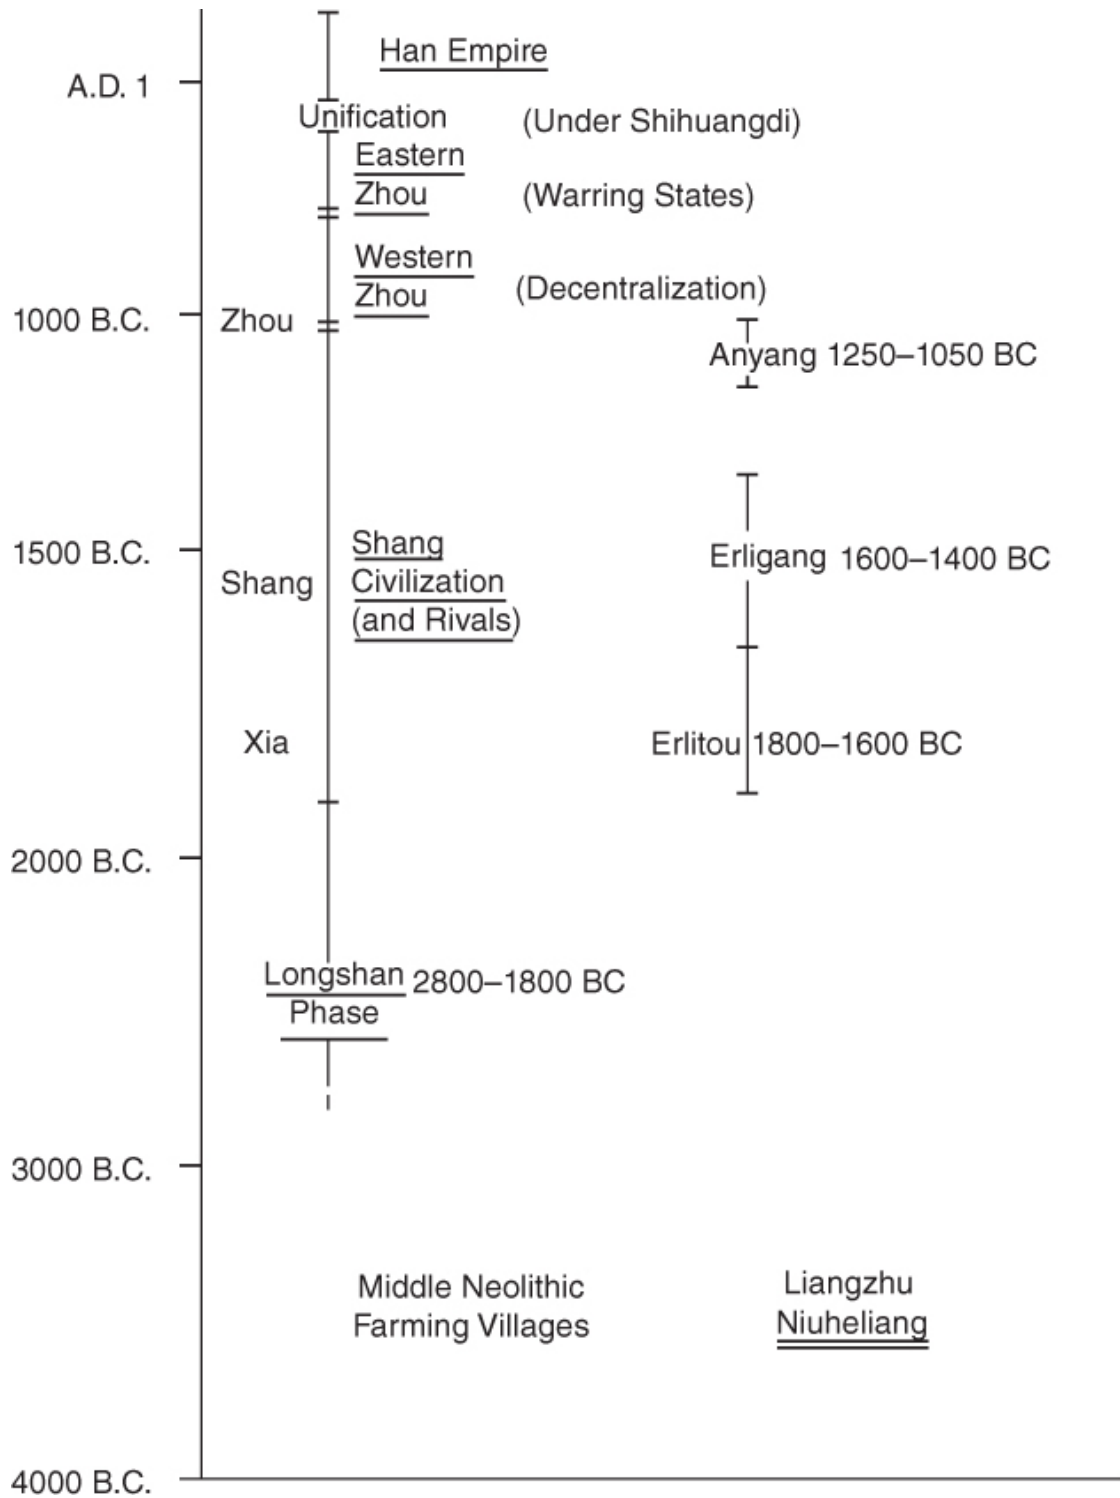 Han Empire
A.D. 1
Unification (Under Shihuangdi)
Eastern
Zhou (Warring States)
Western
Zhou (Decentralization)
1000 B.C. Zhou
Anyang 1250–1050 BC
1500 B.C. Shang
Erligang 1600–1400 BC
Shang Civilization
(and Rivals)
Xia Erlitou 1800–1600 BC
2000 B.C.
Longshan 2800–1800 BC
Phase
3000 B.C.
Middle Neolithic Liangzhu
Farming Villages Niuheliang
4000 B.C.